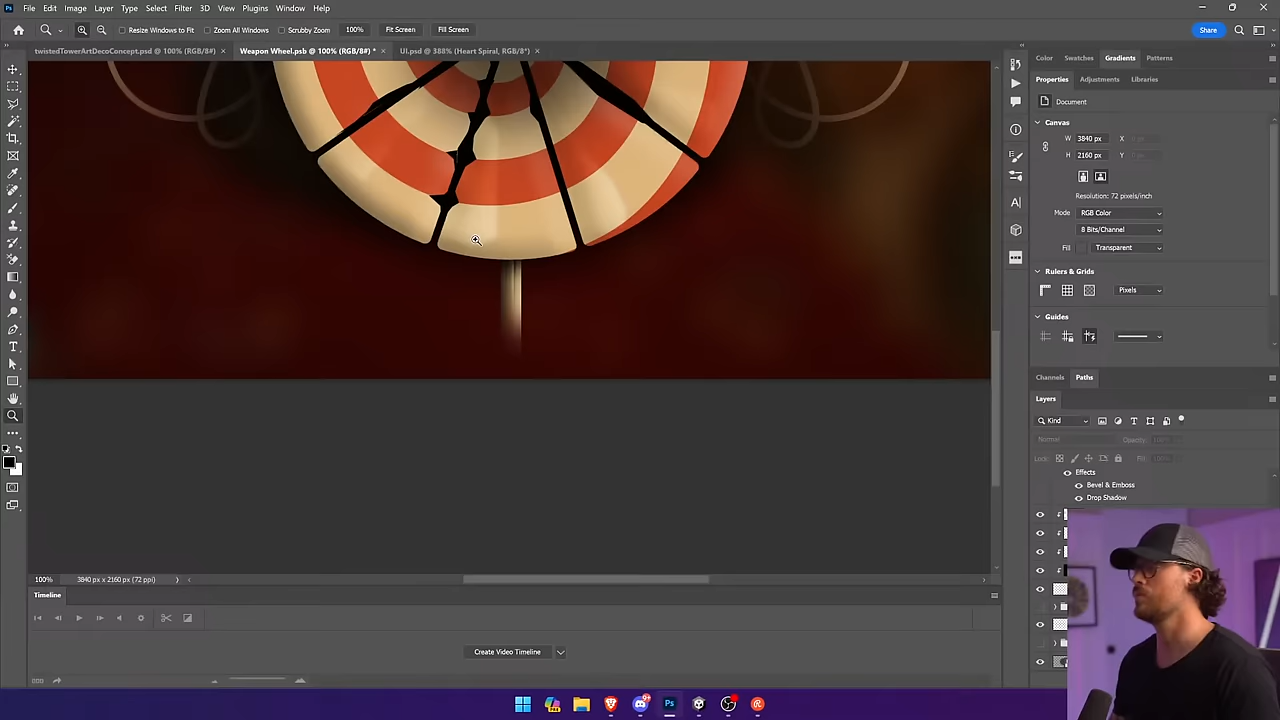 Ps File Edit Image Layer Type Select Filter 3D View Plugins Window Help
Resize Windows to Fit Zoom All Windows Scrubby Zoom 100% Fit Screen Fill Screen Share
twistedTowerArtDecoConcept.psd @ 100% (RGB/8#) × Weapon Wheel.psb @ 100% (RGB/8#) * × UI.psd @ 388% (Heart Spiral, RGB/8*) ×
Color Swatches Gradients Patterns
Properties Adjustments Libraries
Document
Canvas
W 3840 px X
H 2160 px Y
Resolution: 72 pixels/inch
Mode RGB Color
8 Bits/Channel
Fill Transparent
Rulers & Grids
Pixels
Guides
Channels Paths
Layers
Kind
Normal Opacity: 100%
Lock: Fill: 100%
Effects
Bevel & Emboss
Drop Shadow
100% 3840 px x 2160 px (72 ppi)
Timeline
Create Video Timeline
Ps